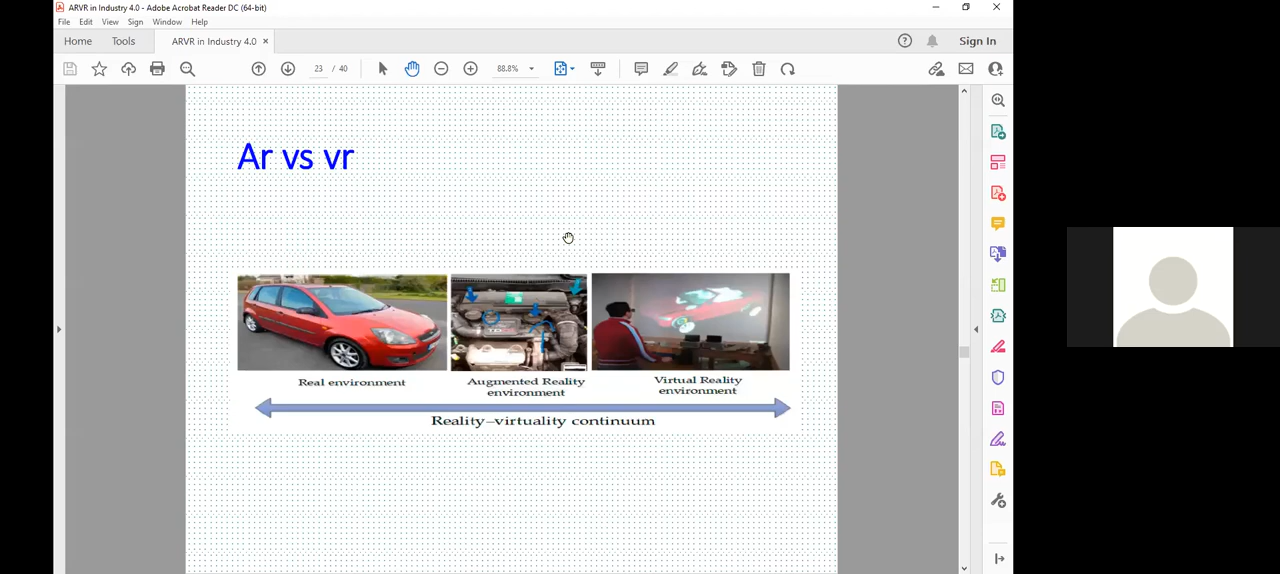 ARVR in Industry 4.0 - Adobe Acrobat Reader DC (64-bit)
File Edit View Sign Window Help
Home Tools ARVR in Industry 4.0 × Sign In
23 / 40 88.8%
Ar vs vr
Real environment
Augmented Reality
environment
Virtual Reality
environment
Reality–virtuality continuum